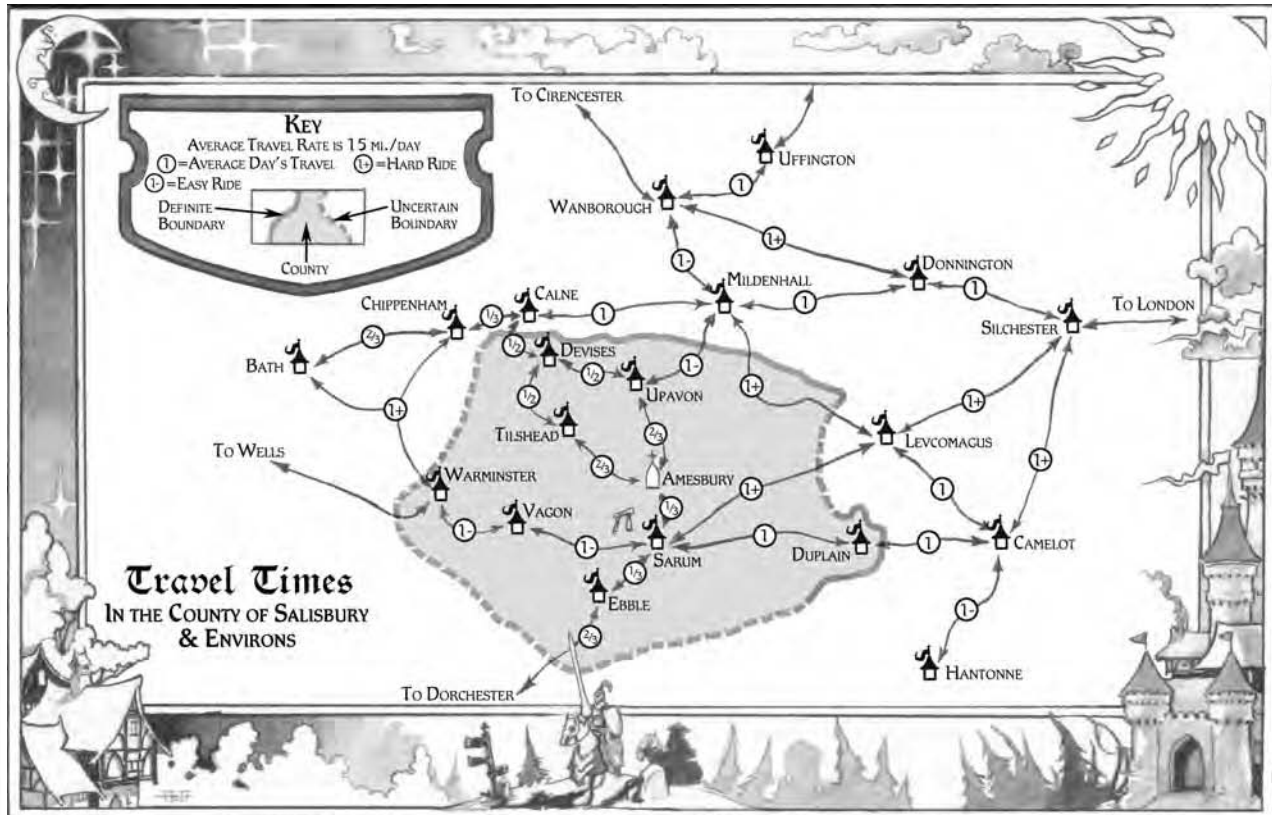 KEY
AVERAGE TRAVEL RATE IS 15 MI./DAY
1 =AVERAGE DAY'S TRAVEL 1+ =HARD RIDE
1- =EASY RIDE
DEFINITE BOUNDARY
UNCERTAIN BOUNDARY
COUNTY
TO CIRENCESTER
UFFINGTON
1
WANBOROUGH
1+
1-
DONNINGTON
MILDENHALL
CALNE
CHIPPENHAM
1
1
1
1/3
TO LONDON
SILCHESTER
2/3
1/2
DEVISES
BATH
1/2
1-
UPAVON
1+
1/2
1+
1+
TILSHEAD
LEVCOMAGUS
TO WELLS
2/3
2/3
1+
WARMINSTER
AMESBURY
1+
1
VAGON
1/3
1-
1-
SARUM
1
DUPLAIN
1
CAMELOT
1/3
EBBLE
1-
2/3
HANTONNE
TO DORCHESTER
Travel Times
IN THE COUNTY OF SALISBURY
& ENVIRONS